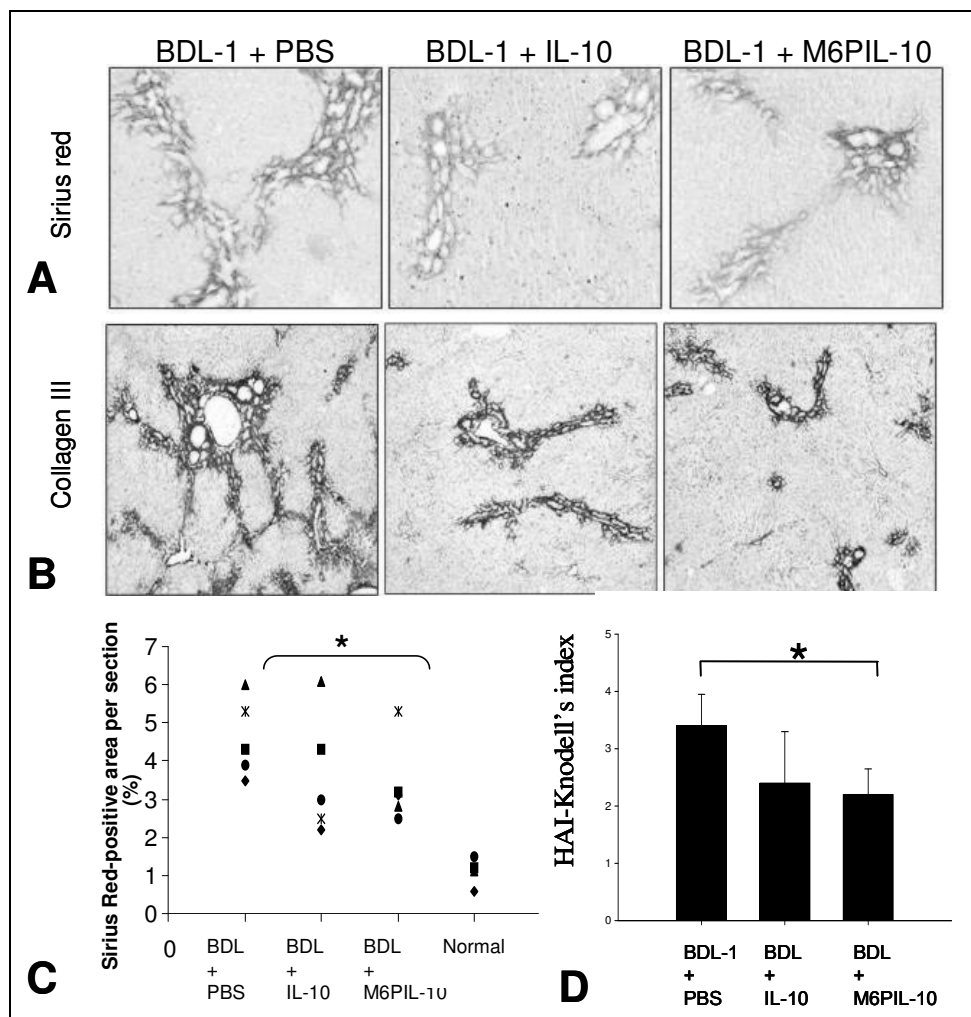 BDL-1 + PBS BDL-1 + IL-10 BDL-1 + M6PIL-10
Sirius red
A
Collagen III
B
Sirius Red-positive area per section
(%)
7
6
5
4
3
2
1
0
*
0 BDL BDL BDL Normal
+ + +
PBS IL-10 M6PIL-10
C
HAI-Knodell's index
5
4
3
2
1
0
*
BDL-1 BDL BDL
+ + +
PBS IL-10 M6PIL-10
D